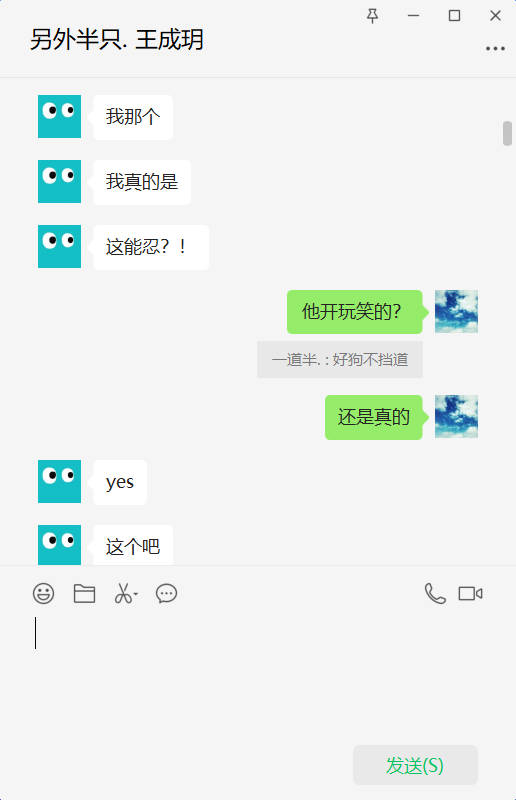 另外半只. 王成玥
我那个
我真的是
这能忍？！
他开玩笑的？
一道半. : 好狗不挡道
还是真的
yes
这个吧
发送(S)